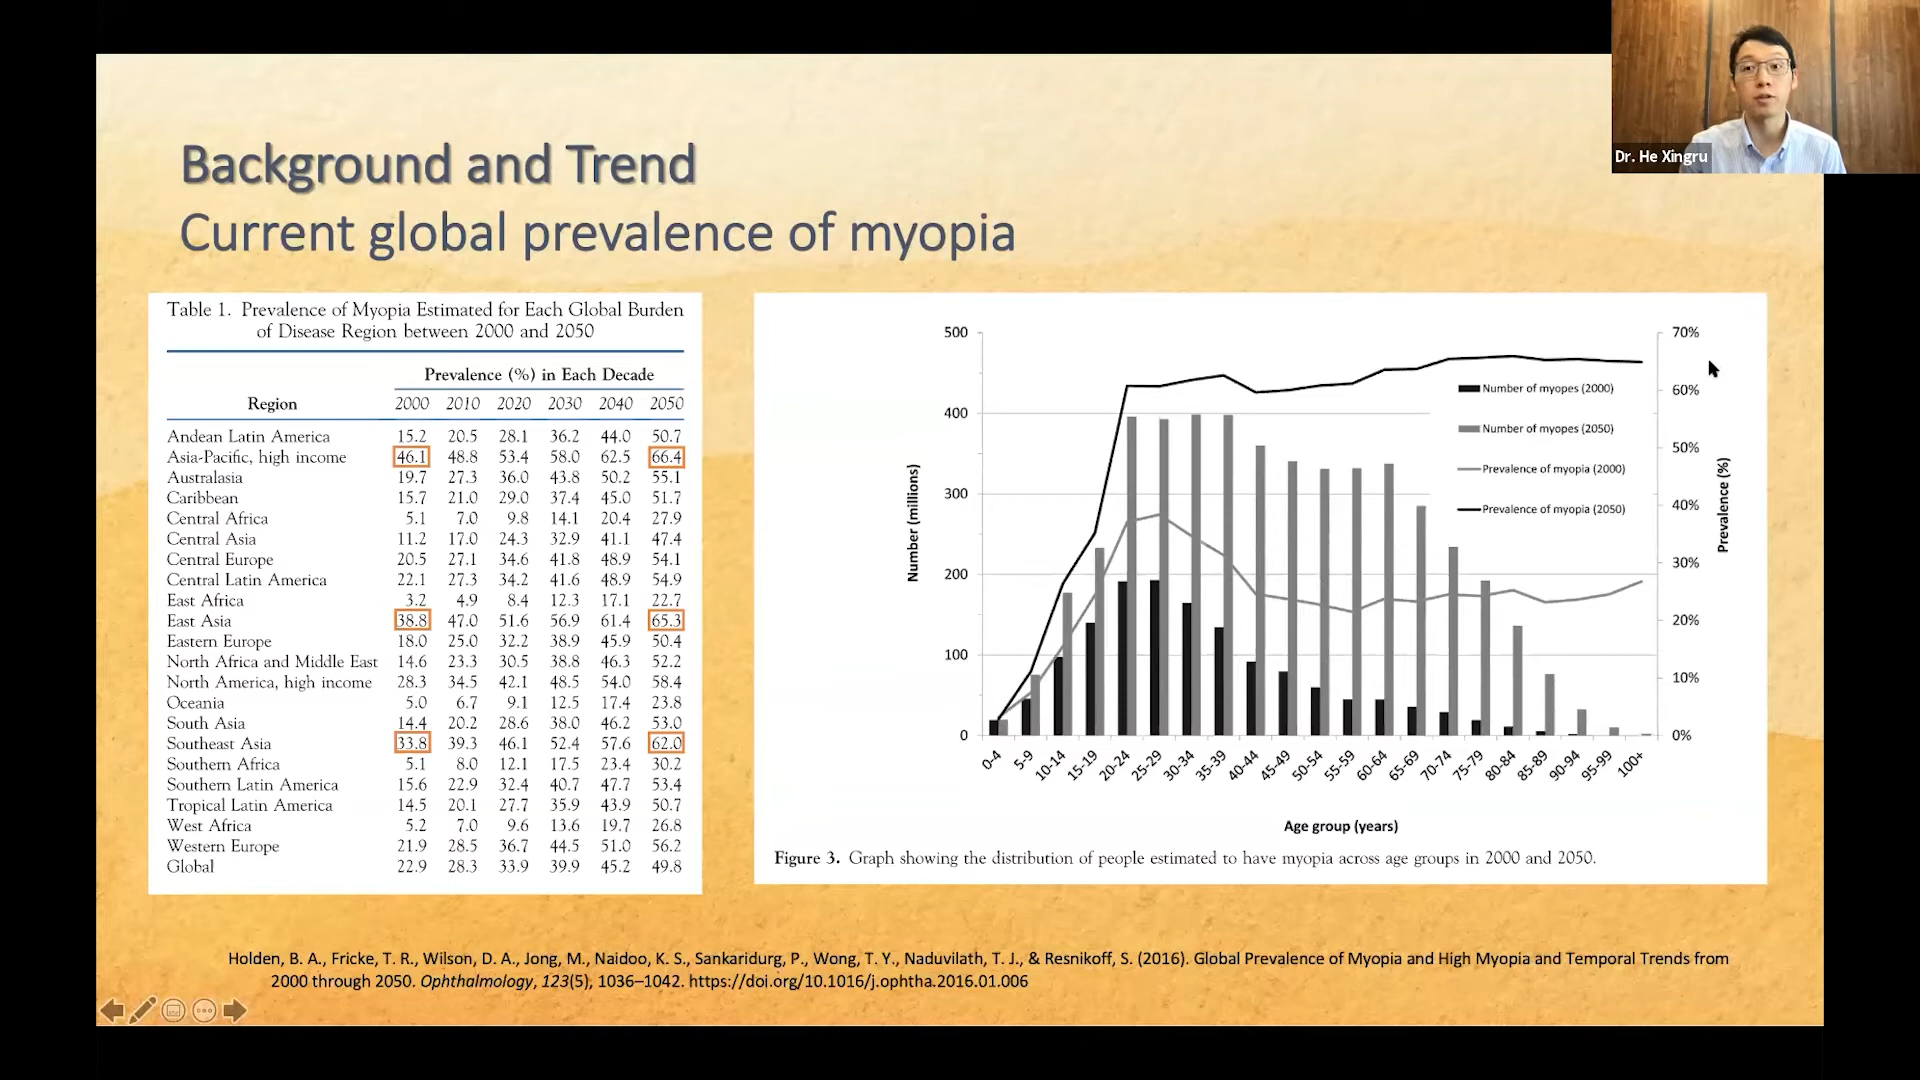 Dr. He Xingru
Background and Trend
Current global prevalence of myopia
Table 1. Prevalence of Myopia Estimated for Each Global Burden
of Disease Region between 2000 and 2050
Prevalence (%) in Each Decade
Region 2000 2010 2020 2030 2040 2050
Andean Latin America 15.2 20.5 28.1 36.2 44.0 50.7
Asia-Pacific, high income 46.1 48.8 53.4 58.0 62.5 66.4
Australasia 19.7 27.3 36.0 43.8 50.2 55.1
Caribbean 15.7 21.0 29.0 37.4 45.0 51.7
Central Africa 5.1 7.0 9.8 14.1 20.4 27.9
Central Asia 11.2 17.0 24.3 32.9 41.1 47.4
Central Europe 20.5 27.1 34.6 41.8 48.9 54.1
Central Latin America 22.1 27.3 34.2 41.6 48.9 54.9
East Africa 3.2 4.9 8.4 12.3 17.1 22.7
East Asia 38.8 47.0 51.6 56.9 61.4 65.3
Eastern Europe 18.0 25.0 32.2 38.9 45.9 50.4
North Africa and Middle East 14.6 23.3 30.5 38.8 46.3 52.2
North America, high income 28.3 34.5 42.1 48.5 54.0 58.4
Oceania 5.0 6.7 9.1 12.5 17.4 23.8
South Asia 14.4 20.2 28.6 38.0 46.2 53.0
Southeast Asia 33.8 39.3 46.1 52.4 57.6 62.0
Southern Africa 5.1 8.0 12.1 17.5 23.4 30.2
Southern Latin America 15.6 22.9 32.4 40.7 47.7 53.4
Tropical Latin America 14.5 20.1 27.7 35.9 43.9 50.7
West Africa 5.2 7.0 9.6 13.6 19.7 26.8
Western Europe 21.9 28.5 36.7 44.5 51.0 56.2
Global 22.9 28.3 33.9 39.9 45.2 49.8
500
400
300
200
100
0
Number (millions)
70%
60%
50%
40%
30%
20%
10%
0%
Prevalence (%)
Number of myopes (2000)
Number of myopes (2050)
Prevalence of myopia (2000)
Prevalence of myopia (2050)
0-4 5-9 10-14 15-19 20-24 25-29 30-34 35-39 40-44 45-49 50-54 55-59 60-64 65-69 70-74 75-79 80-84 85-89 90-94 95-99 100+
Age group (years)
Figure 3. Graph showing the distribution of people estimated to have myopia across age groups in 2000 and 2050.
Holden, B. A., Fricke, T. R., Wilson, D. A., Jong, M., Naidoo, K. S., Sankaridurg, P., Wong, T. Y., Naduvilath, T. J., & Resnikoff, S. (2016). Global Prevalence of Myopia and High Myopia and Temporal Trends from
2000 through 2050. Ophthalmology, 123(5), 1036–1042. https://doi.org/10.1016/j.ophtha.2016.01.006